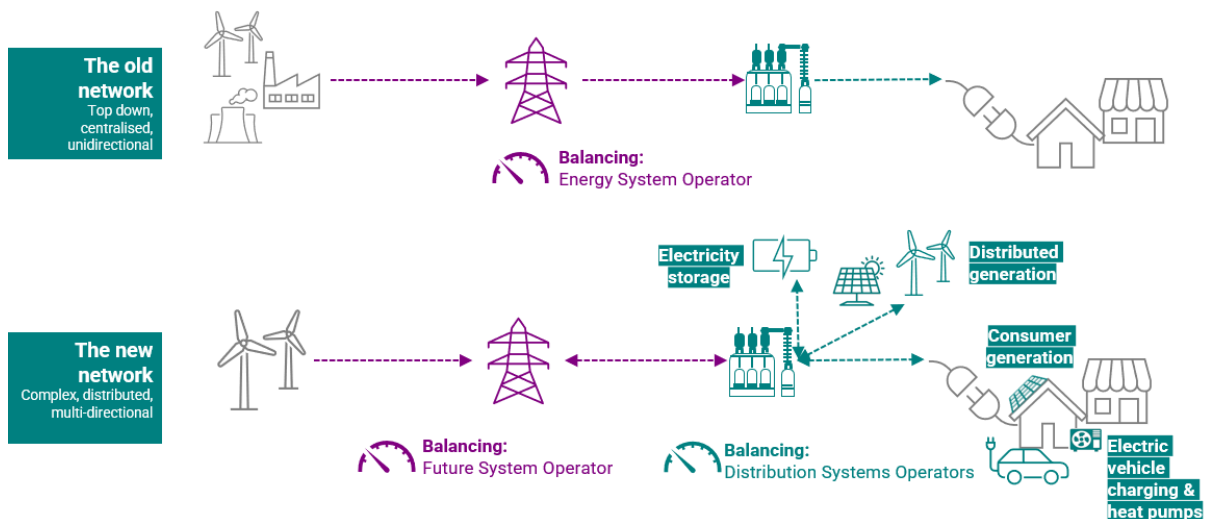 The old
network
Top down,
centralised,
unidirectional
Balancing:
Energy System Operator
Electricity
storage
Distributed
generation
The new
network
Complex, distributed,
multi-directional
Consumer
generation
Balancing:
Future System Operator
Balancing:
Distribution Systems Operators
Electric
vehicle
charging &
heat pumps